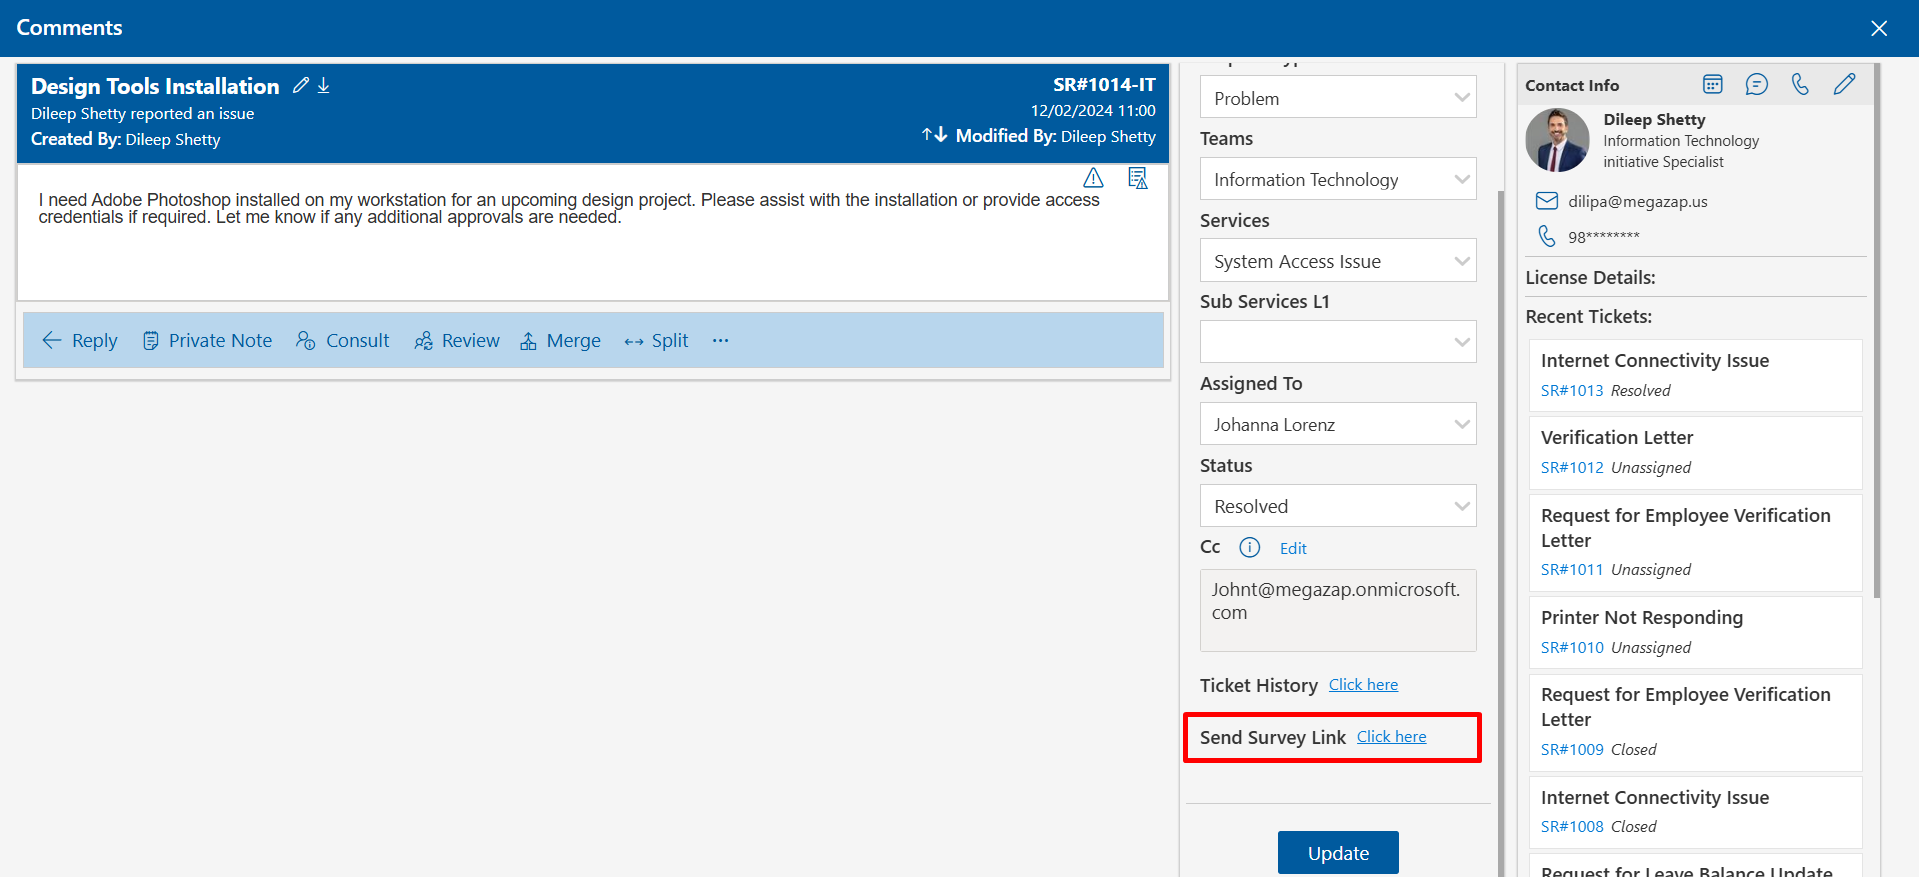 Comments
Design Tools Installation
SR#1014-IT
Dileep Shetty reported an issue
12/02/2024 11:00
Created By: Dileep Shetty
Modified By: Dileep Shetty
I need Adobe Photoshop installed on my workstation for an upcoming design project. Please assist with the installation or provide access
credentials if required. Let me know if any additional approvals are needed.
Reply
Private Note
Consult
Review
Merge
Split
Problem
Teams
Information Technology
Services
System Access Issue
Sub Services L1
Assigned To
Johanna Lorenz
Status
Resolved
Cc
Edit
Johnt@megazap.onmicrosoft.
com
Ticket History Click here
Send Survey Link Click here
Update
Contact Info
Dileep Shetty
Information Technology
initiative Specialist
dilipa@megazap.us
98********
License Details:
Recent Tickets:
Internet Connectivity Issue
SR#1013 Resolved
Verification Letter
SR#1012 Unassigned
Request for Employee Verification
Letter
SR#1011 Unassigned
Printer Not Responding
SR#1010 Unassigned
Request for Employee Verification
Letter
SR#1009 Closed
Internet Connectivity Issue
SR#1008 Closed
Request for Leave Balance Update